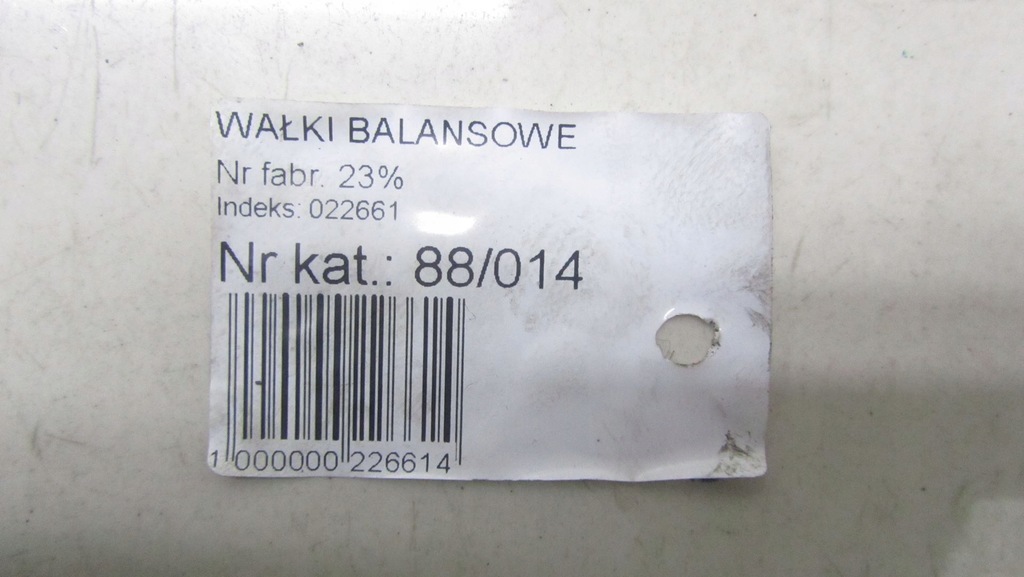 WAŁKI BALANSOWE
Nr fabr. 23%
Indeks: 022661
Nr kat.: 88/014
1 000000 226614